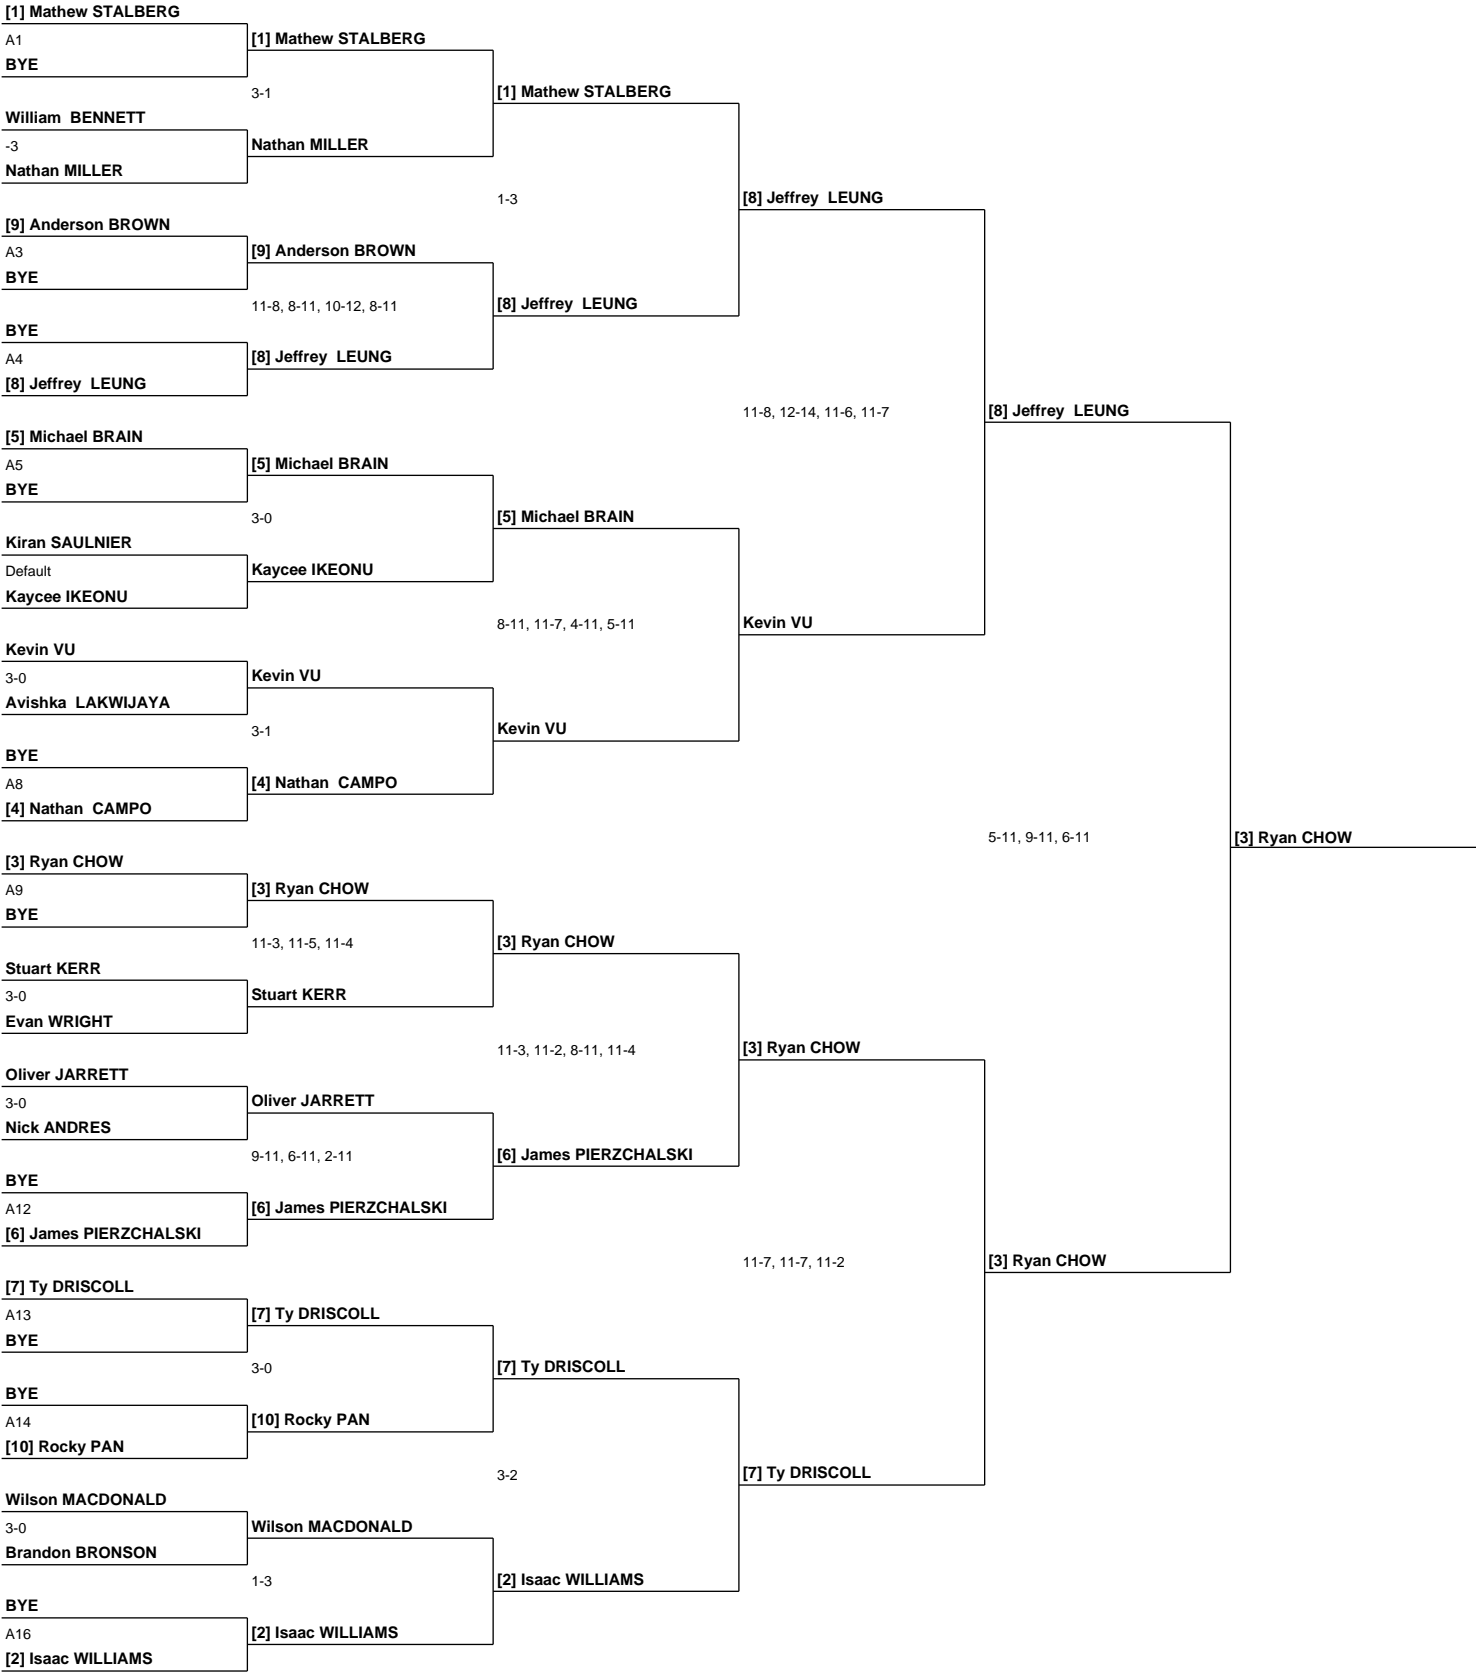 [1] Mathew STALBERG
A1
[1] Mathew STALBERG
BYE
3-1
[1] Mathew STALBERG
William  BENNETT
-3
Nathan MILLER
Nathan MILLER
1-3
[8] Jeffrey  LEUNG
[9] Anderson BROWN
A3
[9] Anderson BROWN
BYE
11-8, 8-11, 10-12, 8-11
[8] Jeffrey  LEUNG
BYE
A4
[8] Jeffrey  LEUNG
[8] Jeffrey  LEUNG
11-8, 12-14, 11-6, 11-7
[8] Jeffrey  LEUNG
[5] Michael BRAIN
A5
[5] Michael BRAIN
BYE
3-0
[5] Michael BRAIN
Kiran SAULNIER
Default
Kaycee IKEONU
Kaycee IKEONU
8-11, 11-7, 4-11, 5-11
Kevin VU
Kevin VU
3-0
Kevin VU
Avishka  LAKWIJAYA
3-1
Kevin VU
BYE
A8
[4] Nathan  CAMPO
[4] Nathan  CAMPO
5-11, 9-11, 6-11
[3] Ryan CHOW
[3] Ryan CHOW
A9
[3] Ryan CHOW
BYE
11-3, 11-5, 11-4
[3] Ryan CHOW
Stuart KERR
3-0
Stuart KERR
Evan WRIGHT
11-3, 11-2, 8-11, 11-4
[3] Ryan CHOW
Oliver JARRETT
3-0
Oliver JARRETT
Nick ANDRES
9-11, 6-11, 2-11
[6] James PIERZCHALSKI
BYE
A12
[6] James PIERZCHALSKI
[6] James PIERZCHALSKI
11-7, 11-7, 11-2
[3] Ryan CHOW
[7] Ty DRISCOLL
A13
[7] Ty DRISCOLL
BYE
3-0
[7] Ty DRISCOLL
BYE
A14
[10] Rocky PAN
[10] Rocky PAN
3-2
[7] Ty DRISCOLL
Wilson MACDONALD
3-0
Wilson MACDONALD
Brandon BRONSON
1-3
[2] Isaac WILLIAMS
BYE
A16
[2] Isaac WILLIAMS
[2] Isaac WILLIAMS